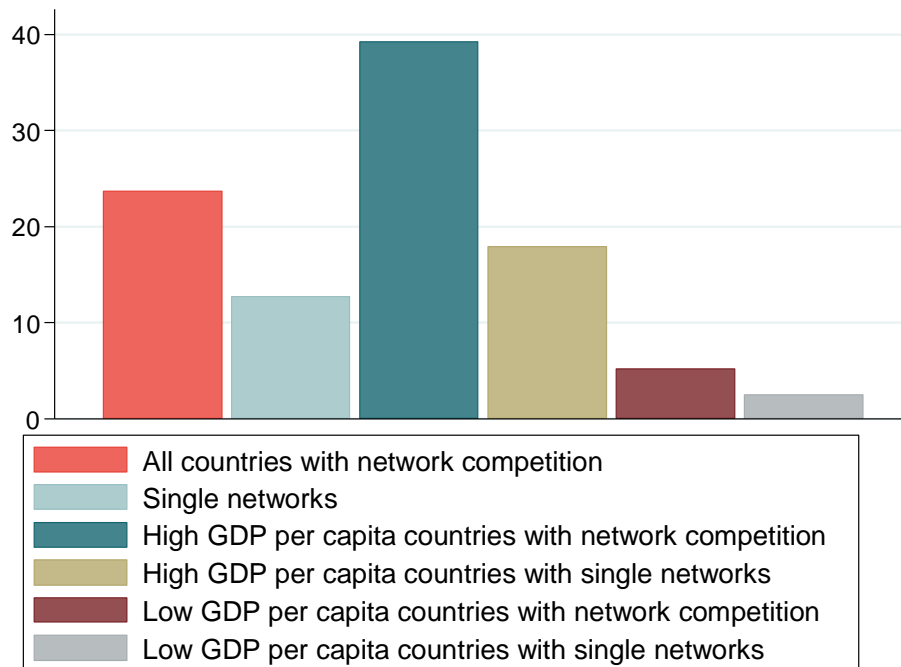 40
30
20
10
0
All countries with network competition
Single networks
High GDP per capita countries with network competition
High GDP per capita countries with single networks
Low GDP per capita countries with network competition
Low GDP per capita countries with single networks